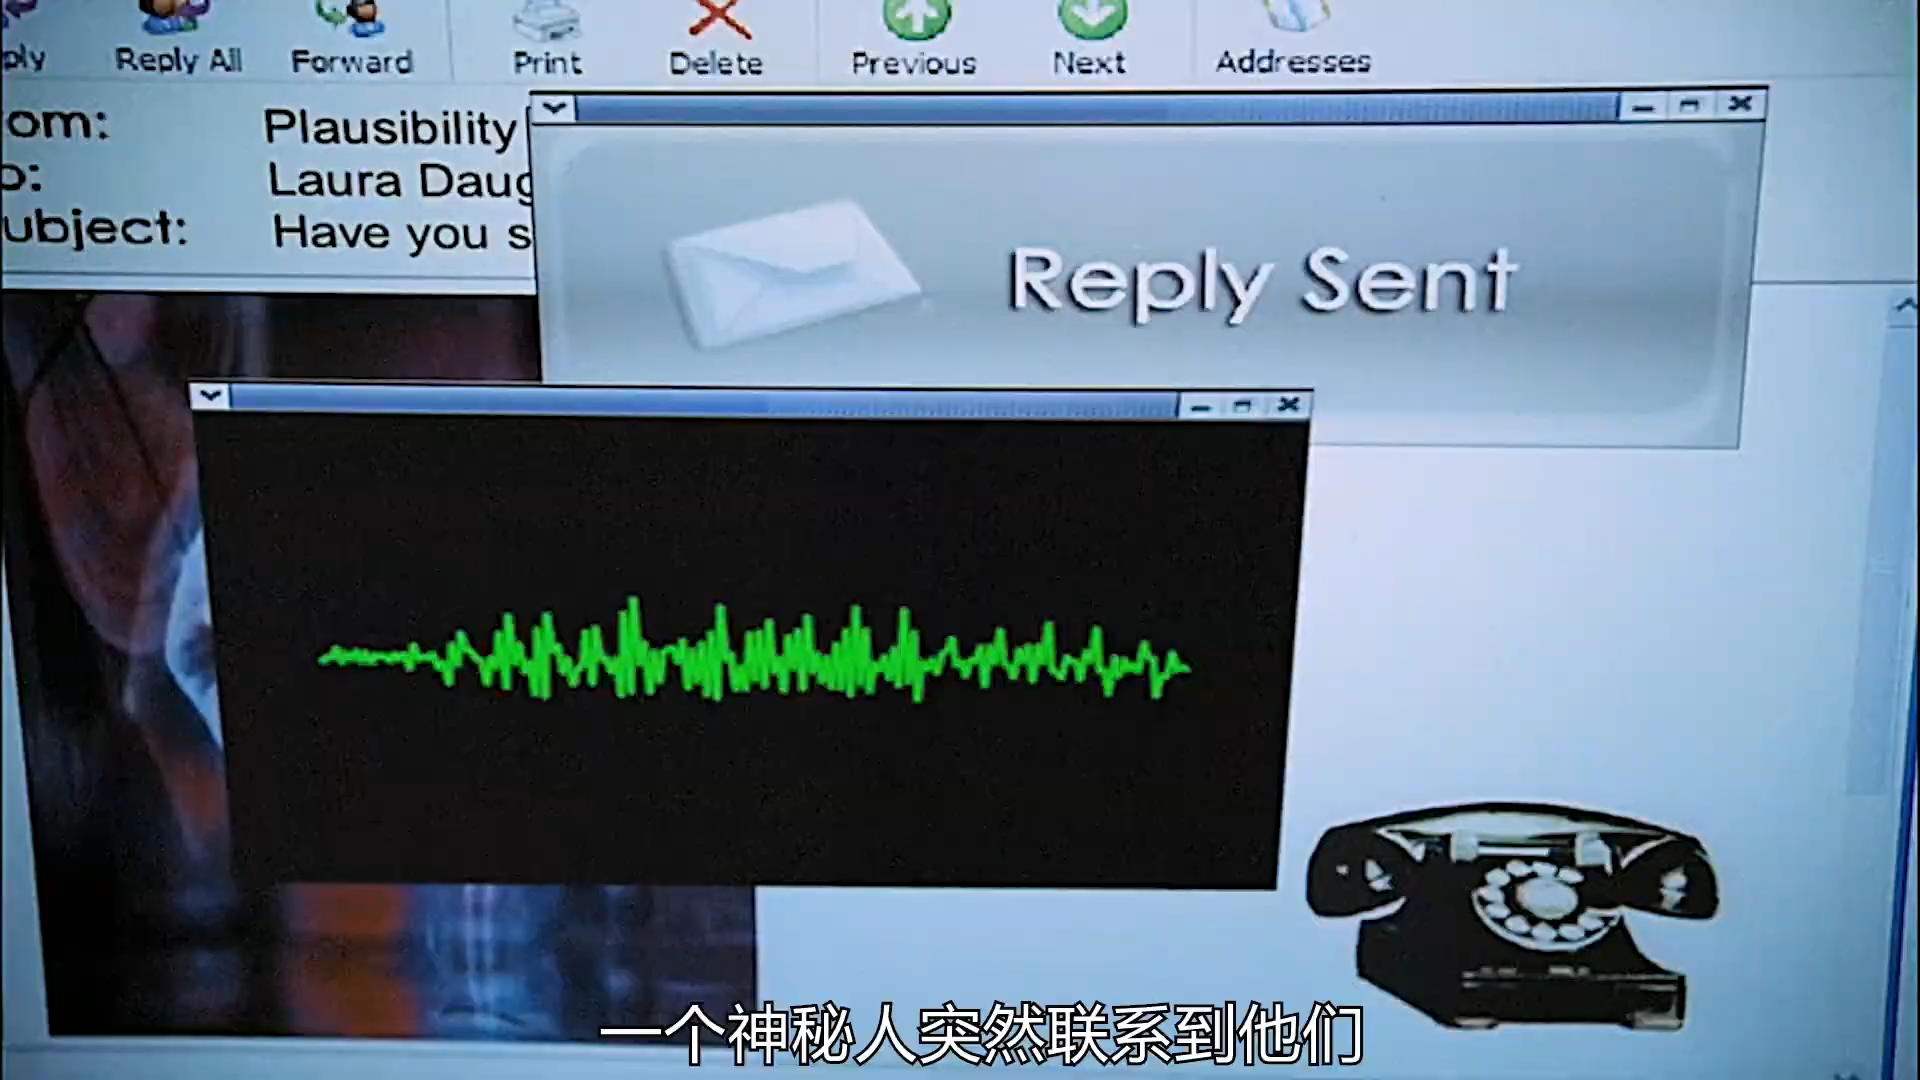 ply Reply All Forward Print Delete Previous Next Addresses
om: Plausibility
o: Laura Daug
ubject: Have you s
Reply Sent
一个神秘人突然联系到他们